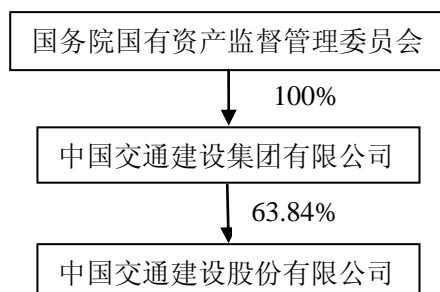 国务院国有资产监督管理委员会
100%
中国交通建设集团有限公司
63.84%
中国交通建设股份有限公司